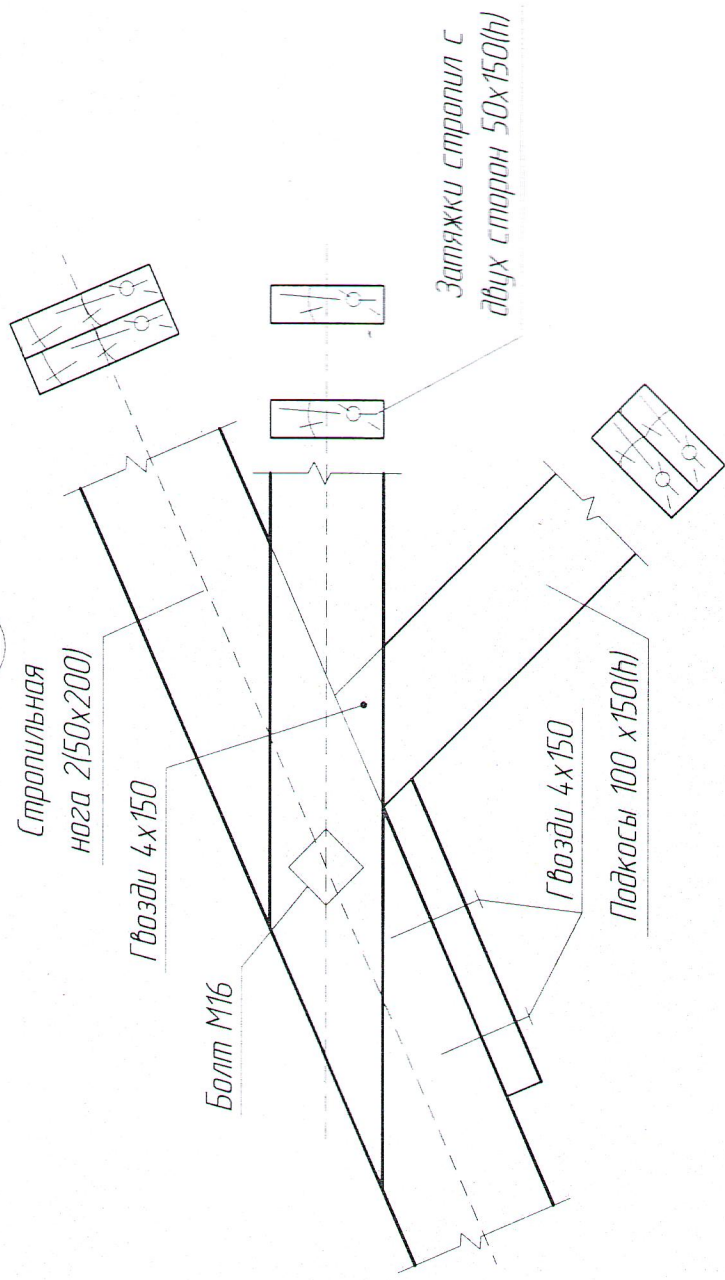 Стропильная
нога 2(50х200)
Гвозди 4х150
Болт М16
Затяжки стропил с
двух сторон 50х150(h)
Гвозди 4х150
Подкосы 100 х150(h)